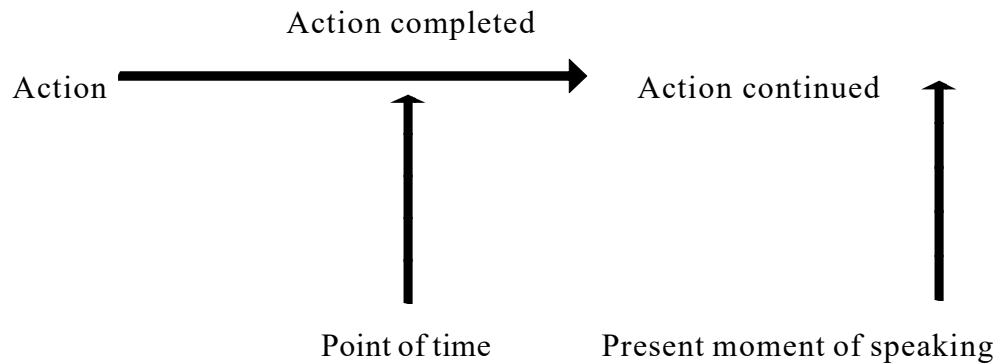 Action completed
Action
Action continued
Point of time
Present moment of speaking